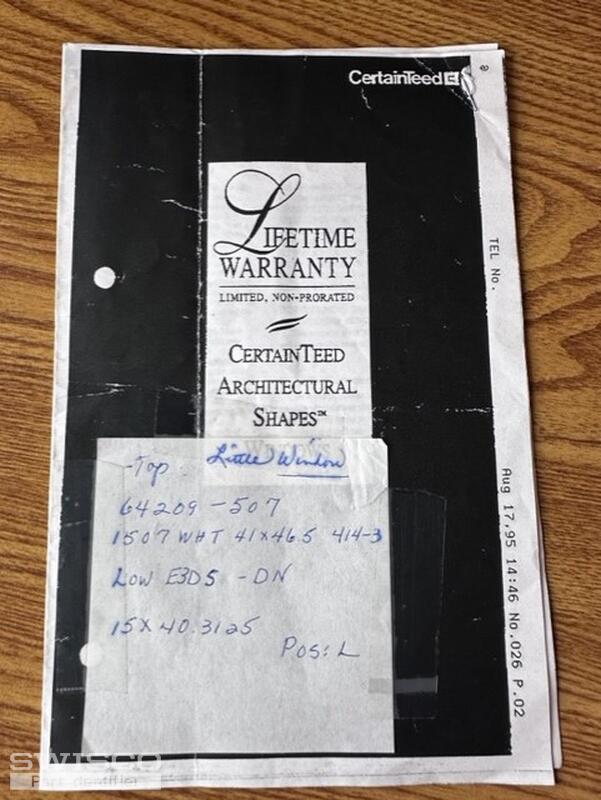 CertainTeed
LIFETIME
WARRANTY
LIMITED, NON-PRORATED
CERTAINTEED
ARCHITECTURAL
SHAPES™
Top Little Window
64209-507
1507 WHT 41X46.5 414-3
LOW E3DS -DN
15X40.3125
POS: L
TEL No.
Aug 17,95 14:46 No.026 P.02
SWISCO
Part Identifier